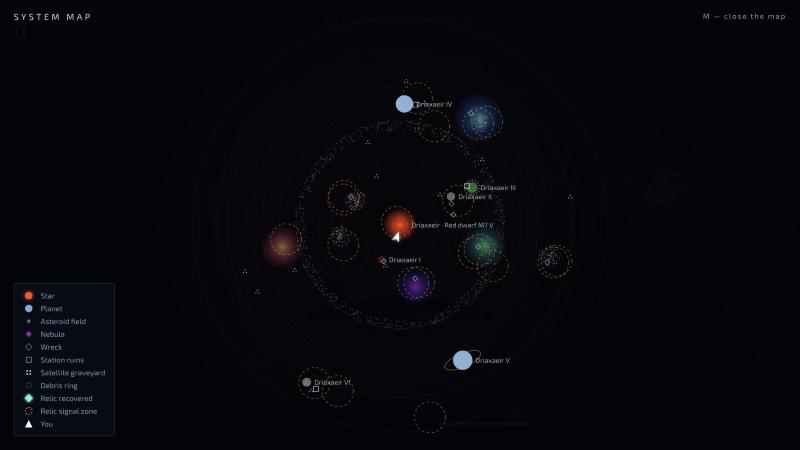 SYSTEM MAP
M — close the map
Driaxaeir IV
Driaxaeir III
Driaxaeir II
Driaxaeir · Red dwarf M7 V
Driaxaeir I
Driaxaeir V
Driaxaeir VI
Star
Planet
Asteroid field
Nebula
Wreck
Station ruins
Satellite graveyard
Debris ring
Relic recovered
Relic signal zone
You